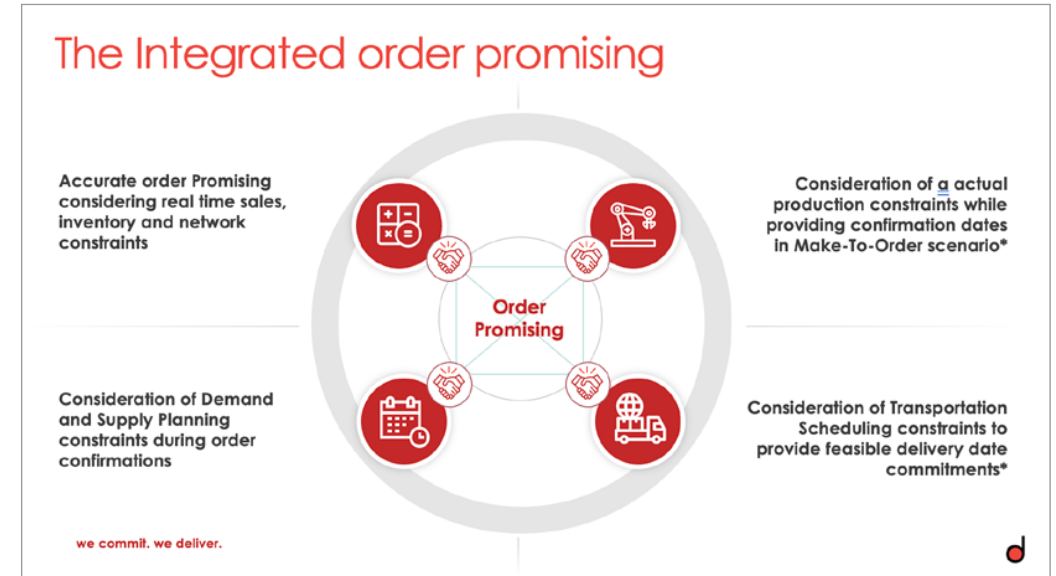 The Integrated order promising
Accurate order Promising
considering real time sales,
inventory and network
constraints
Consideration of a actual
production constraints while
providing confirmation dates
in Make-To-Order scenario*
Order
Promising
Consideration of Demand
and Supply Planning
constraints during order
confirmations
Consideration of Transportation
Scheduling constraints to
provide feasible delivery date
commitments*
we commit. we deliver.
d